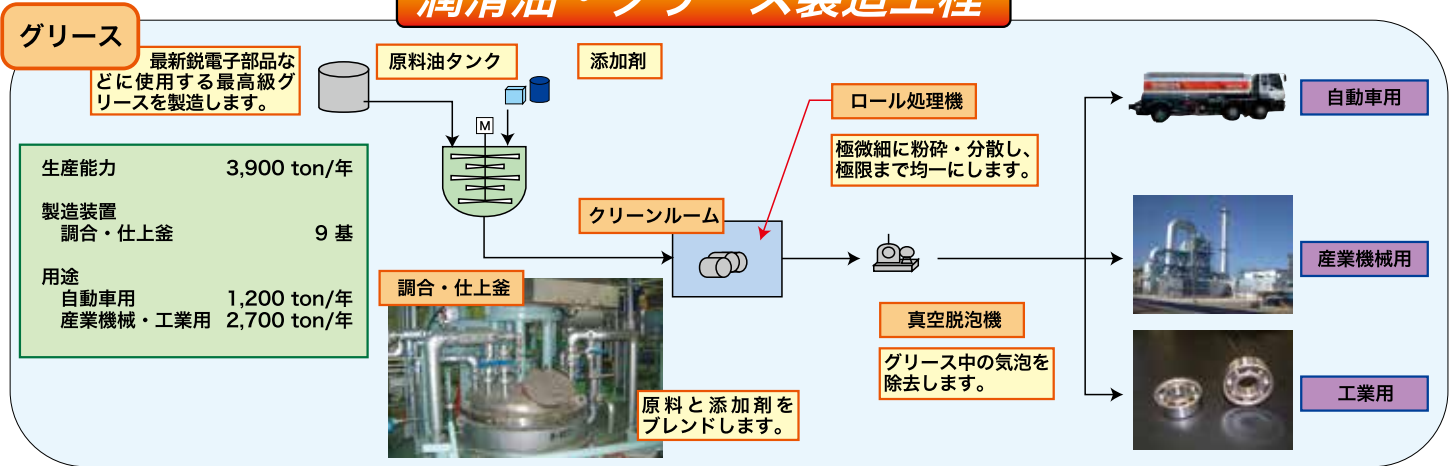 潤滑油・グリース製造工程
グリース
最新鋭電子部品な
どに使用する最高級グ
リースを製造します。
原料油タンク
添加剤
M
ロール処理機
極微細に粉砕・分散し、
極限まで均一にします。
自動車用
生産能力 3,900 ton/年
製造装置
調合・仕上釜 9 基
用途
自動車用 1,200 ton/年
産業機械・工業用 2,700 ton/年
クリーンルーム
産業機械用
調合・仕上釜
真空脱泡機
グリース中の気泡を
除去します。
原料と添加剤を
ブレンドします。
工業用